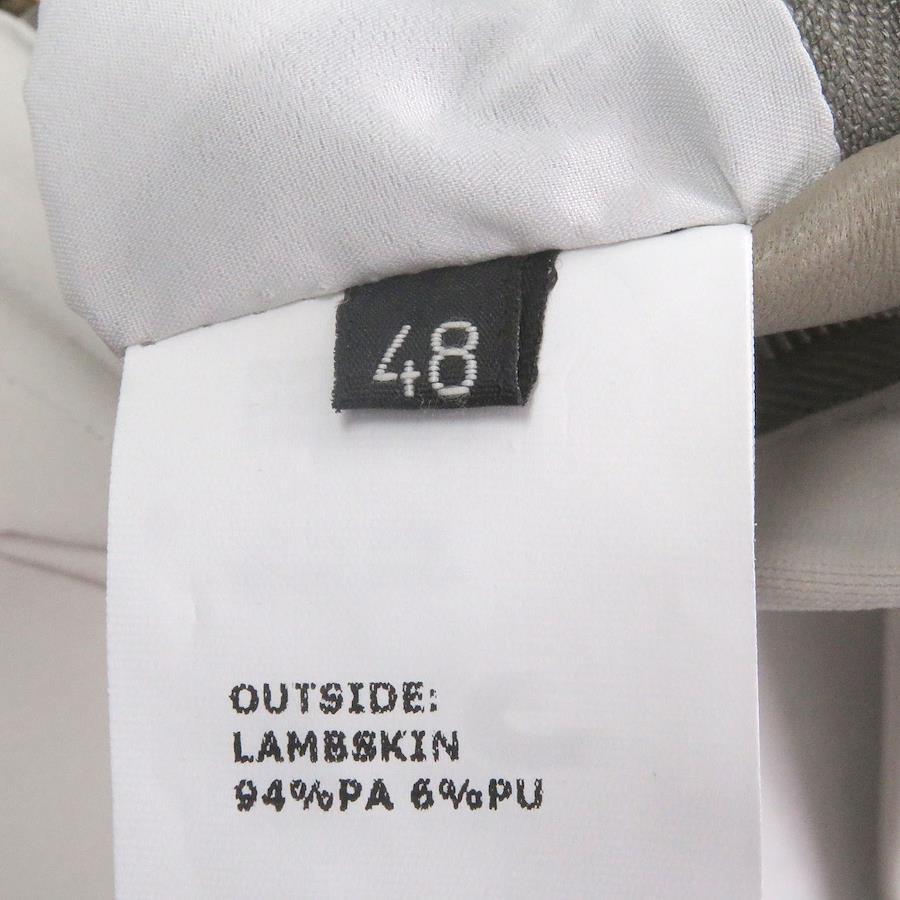 48
OUTSIDE:
LAMBSKIN
94%PA 6%PU